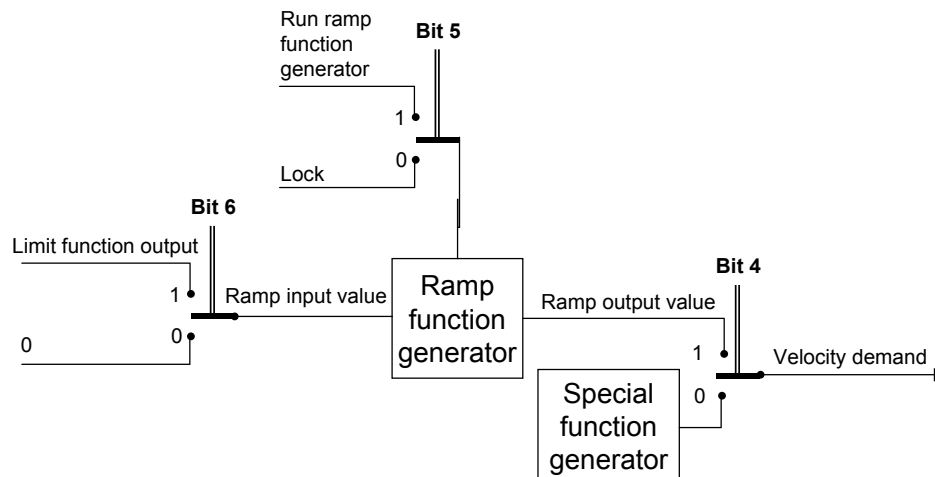 Run ramp
function
generator
Bit 5
1
0
Lock
Bit 6
Limit function output
1
0
0
Ramp input value
Ramp
function
generator
Ramp output value
Bit 4
1
0
Velocity demand
Special
function
generator